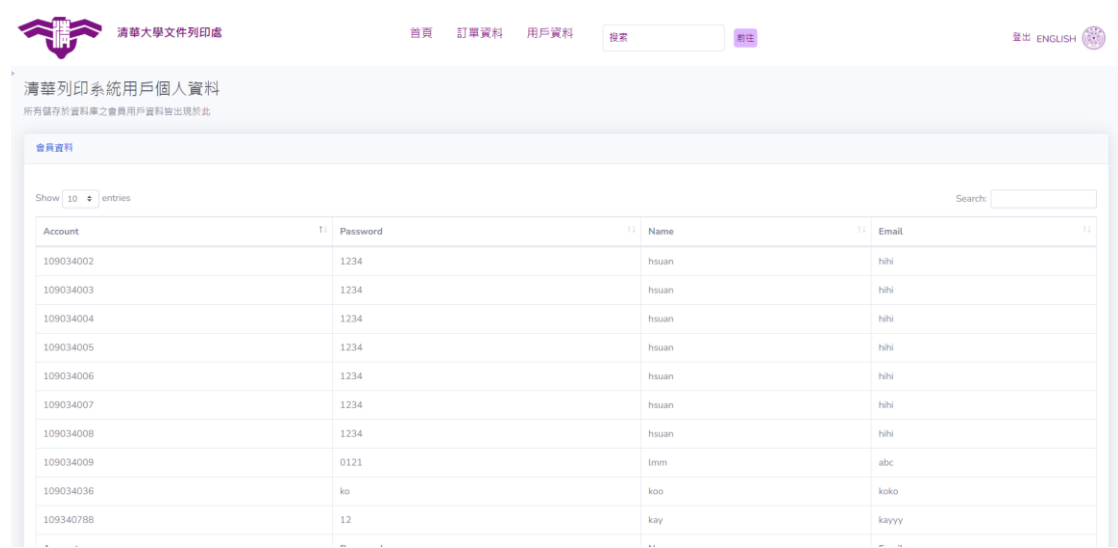 清華大學文件列印處 首頁 訂單資料 用戶資料 搜索 前往 登出 ENGLISH
>
清華列印系統用戶個人資料
所有儲存於資料庫之會員用戶資料皆出現於此
會員資料
Show 10 entries Search:
Account Password Name Email
109034002 1234 hsuan hihi
109034003 1234 hsuan hihi
109034004 1234 hsuan hihi
109034005 1234 hsuan hihi
109034006 1234 hsuan hihi
109034007 1234 hsuan hihi
109034008 1234 hsuan hihi
109034009 0121 lmm abc
109034036 ko koo koko
109340788 12 kay kayyy